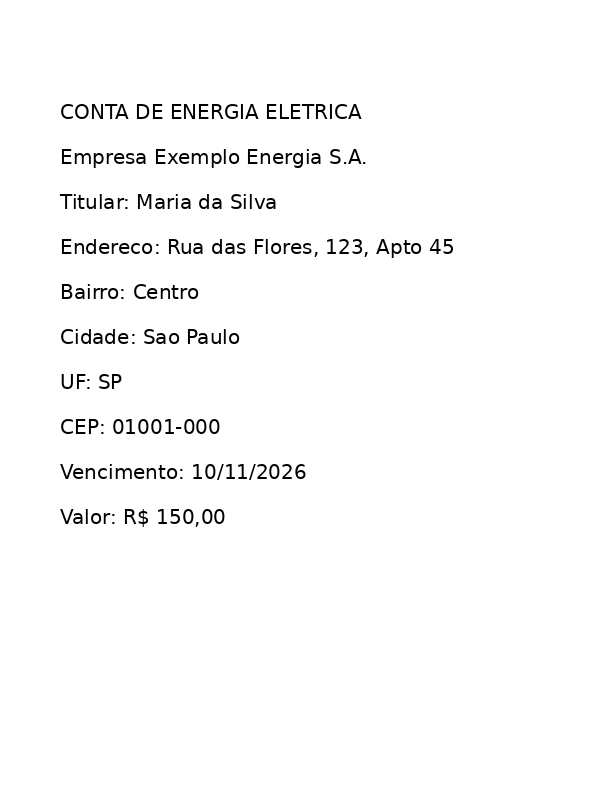 CONTA DE ENERGIA ELETRICA
Empresa Exemplo Energia S.A.
Titular: Maria da Silva
Endereco: Rua das Flores, 123, Apto 45
Bairro: Centro
Cidade: Sao Paulo
UF: SP
CEP: 01001-000
Vencimento: 10/11/2026
Valor: R$ 150,00